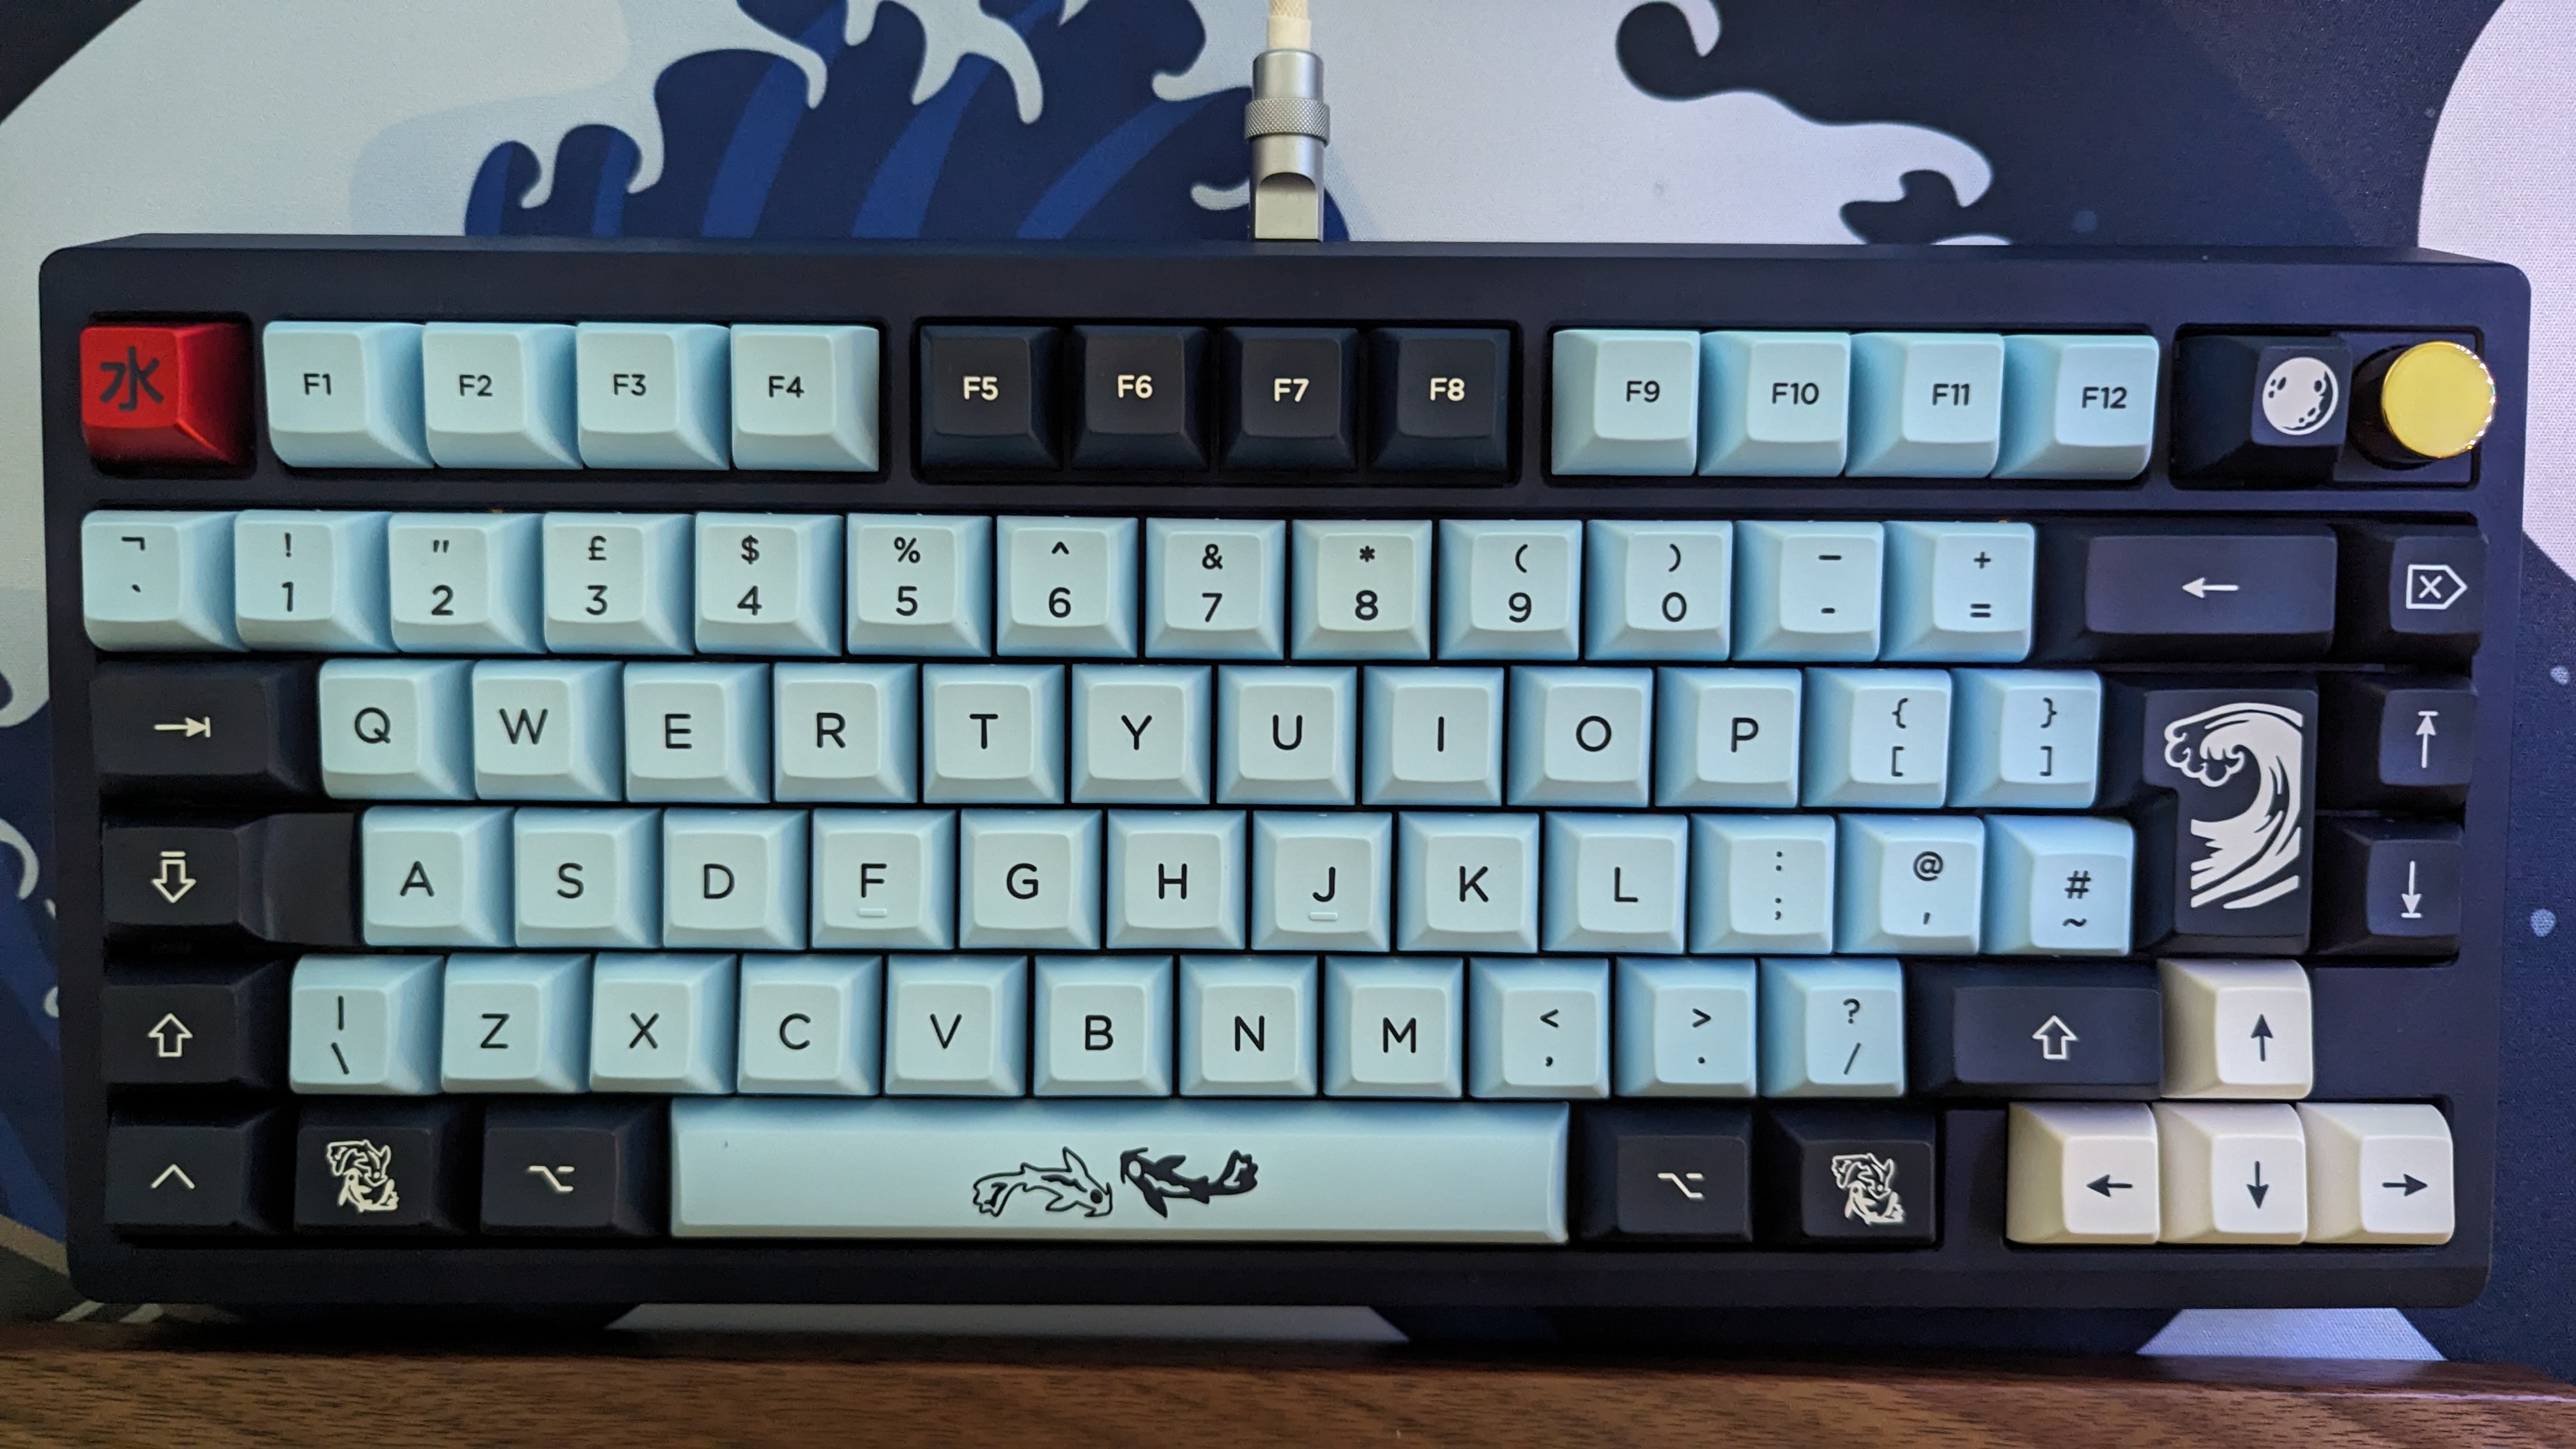 水 F1 F2 F3 F4 F5 F6 F7 F8 F9 F10 F11 F12
¬ ! " £ $ % ^ & * ( ) _ +
` 1 2 3 4 5 6 7 8 9 0 - = ←
⇥ Q W E R T Y U I O P { }
[ ] ⤒
A S D F G H J K L : @ #
; ' ~ ⤓
⇧ | Z X C V B N M < > ? ⇧ ↑
\ , . /
^ ⌥ ⌥ ← ↓ →